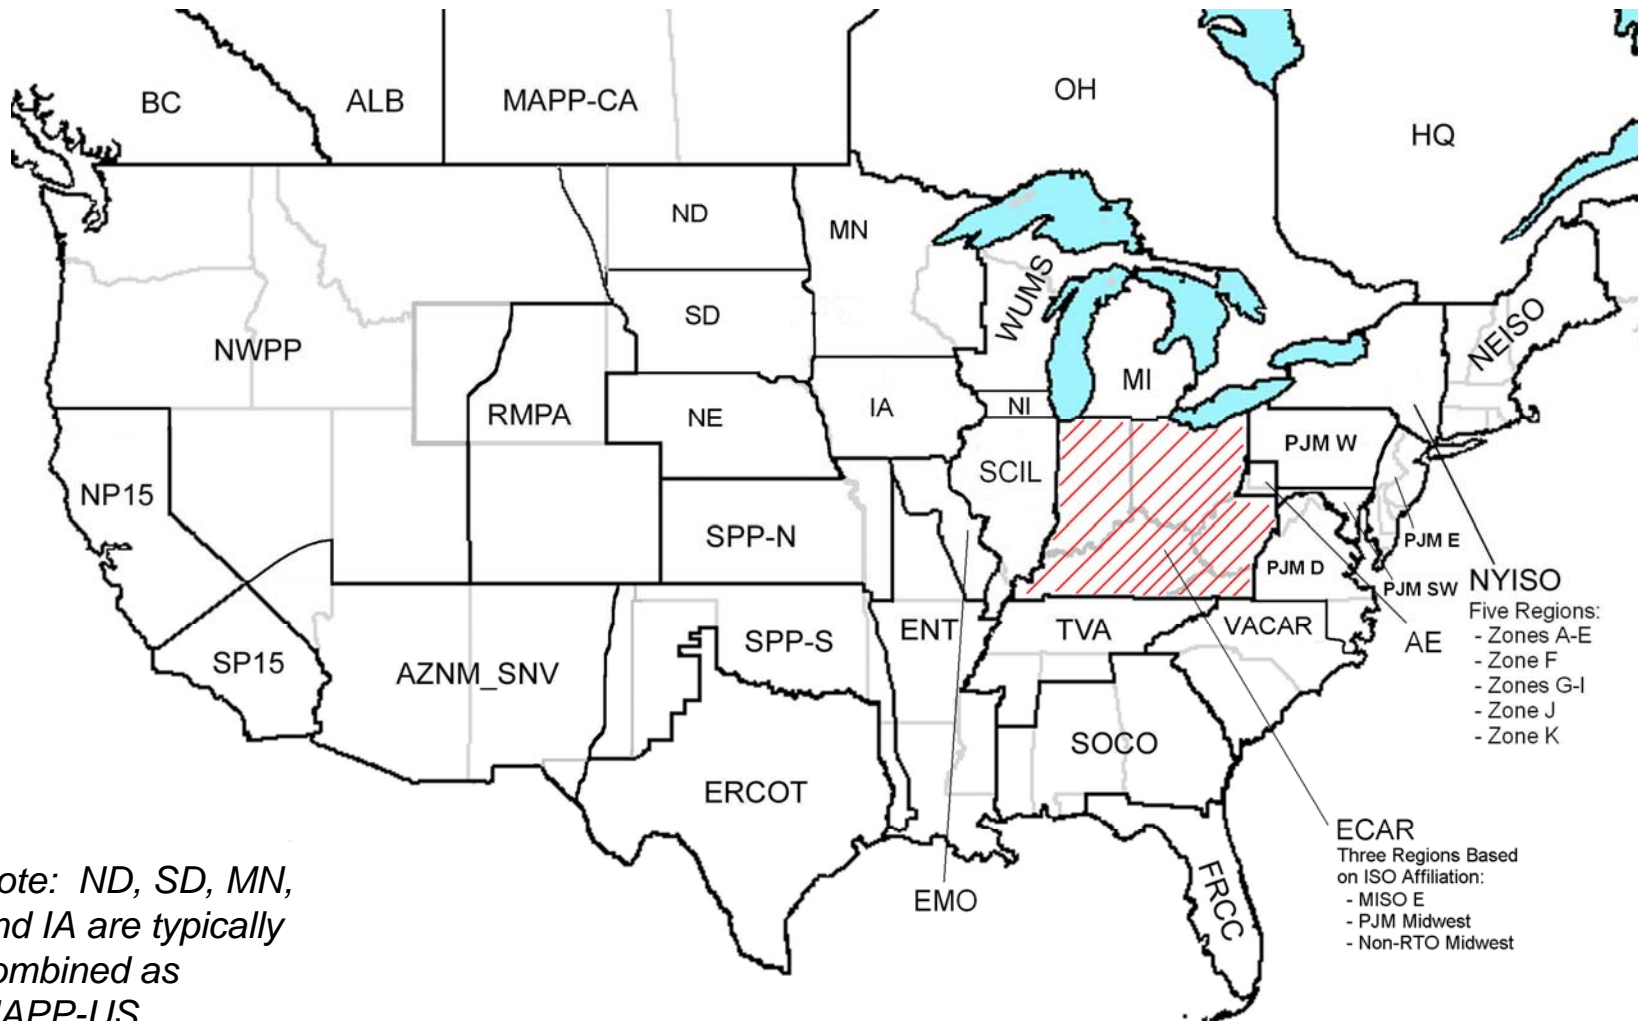 BC
ALB
MAPP-CA
OH
HQ
ND
MN
SD
WUMS
NEISO
NWPP
MI
RMPA
NE
IA
NI
PJM W
SCIL
NP15
SPP-N
PJM E
PJM D
PJM SW
NYISO
Five Regions:
- Zones A-E
- Zone F
- Zones G-I
- Zone J
- Zone K
AE
SP15
AZNM_SNV
SPP-S
ENT
TVA
VACAR
SOCO
ERCOT
ECAR
Three Regions Based
on ISO Affiliation:
- MISO E
- PJM Midwest
- Non-RTO Midwest
EMO
FRCC
ote: ND, SD, MN,
nd IA are typically
ombined as
APP-US